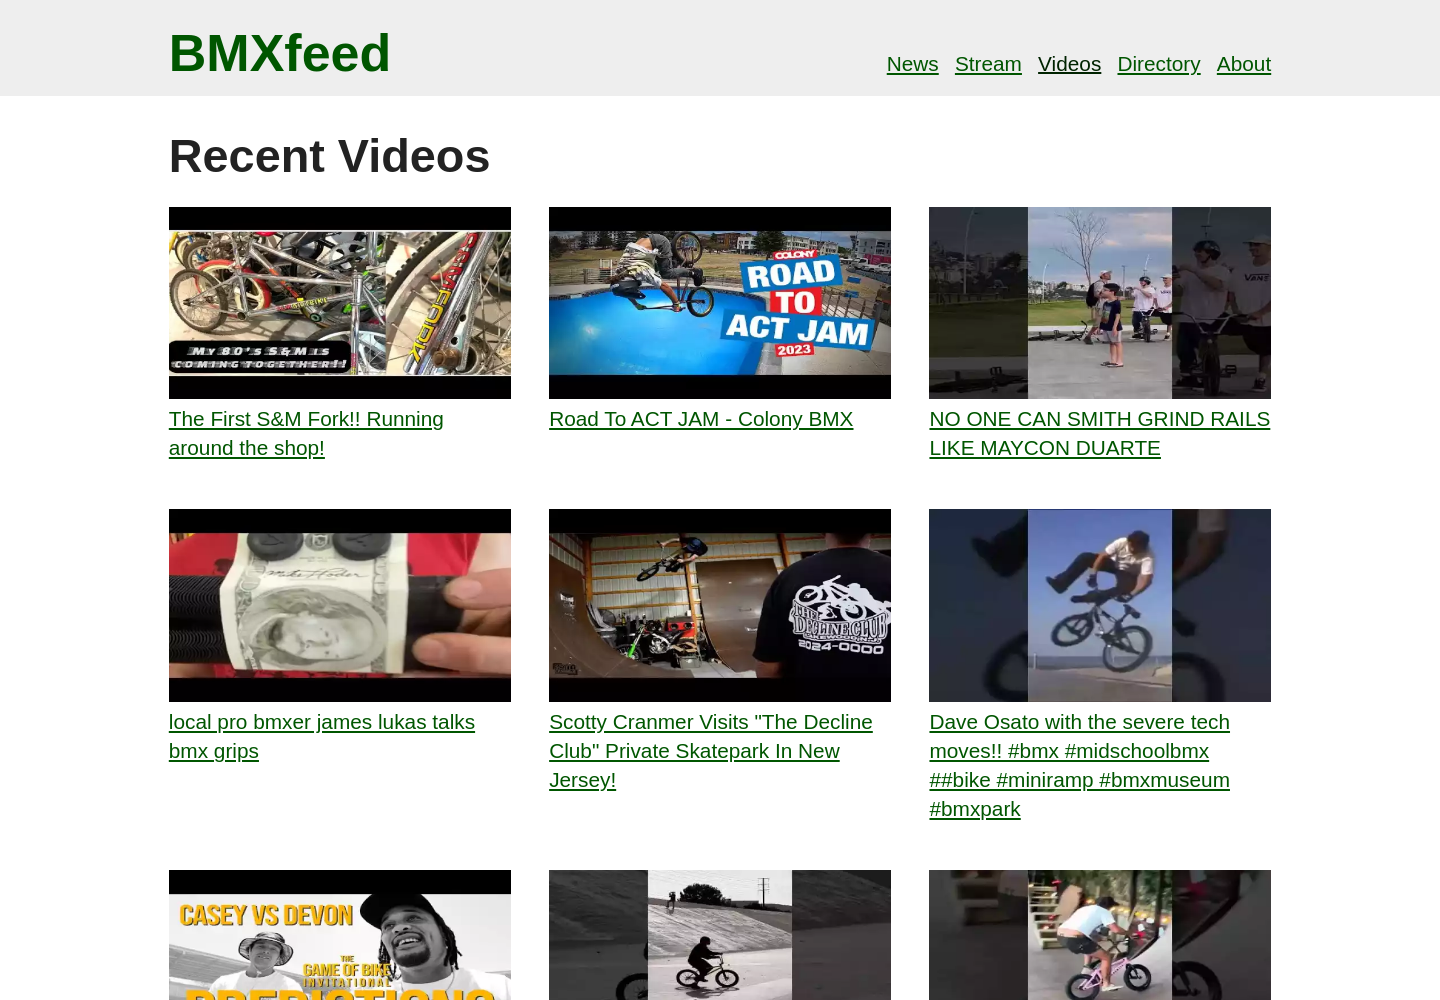 BMXfeed
News Stream Videos Directory About
Recent Videos
MY 80'S S&M IS
COMING TOGETHER!!!
COLONY
ROAD
TO
ACT JAM
2023
VANS
The First S&M Fork!! Running
around the shop!
Road To ACT JAM - Colony BMX
NO ONE CAN SMITH GRIND RAILS
LIKE MAYCON DUARTE
THE
DECLINE CLUB
LAKEWOOD N.J.
2024-0000
local pro bmxer james lukas talks
bmx grips
Scotty Cranmer Visits "The Decline
Club" Private Skatepark In New
Jersey!
Dave Osato with the severe tech
moves!! #bmx #midschoolbmx
##bike #miniramp #bmxmuseum
#bmxpark
CASEY VS DEVON
THE
GAME OF BIKE
INVITATIONAL
PREDICTIONS